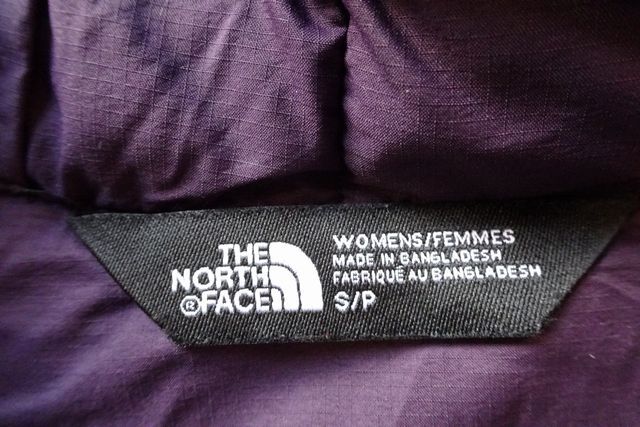 THE
NORTH
®FACE
WOMENS/FEMMES
MADE IN BANGLADESH
FABRIQUÉ AU BANGLADESH
S/P